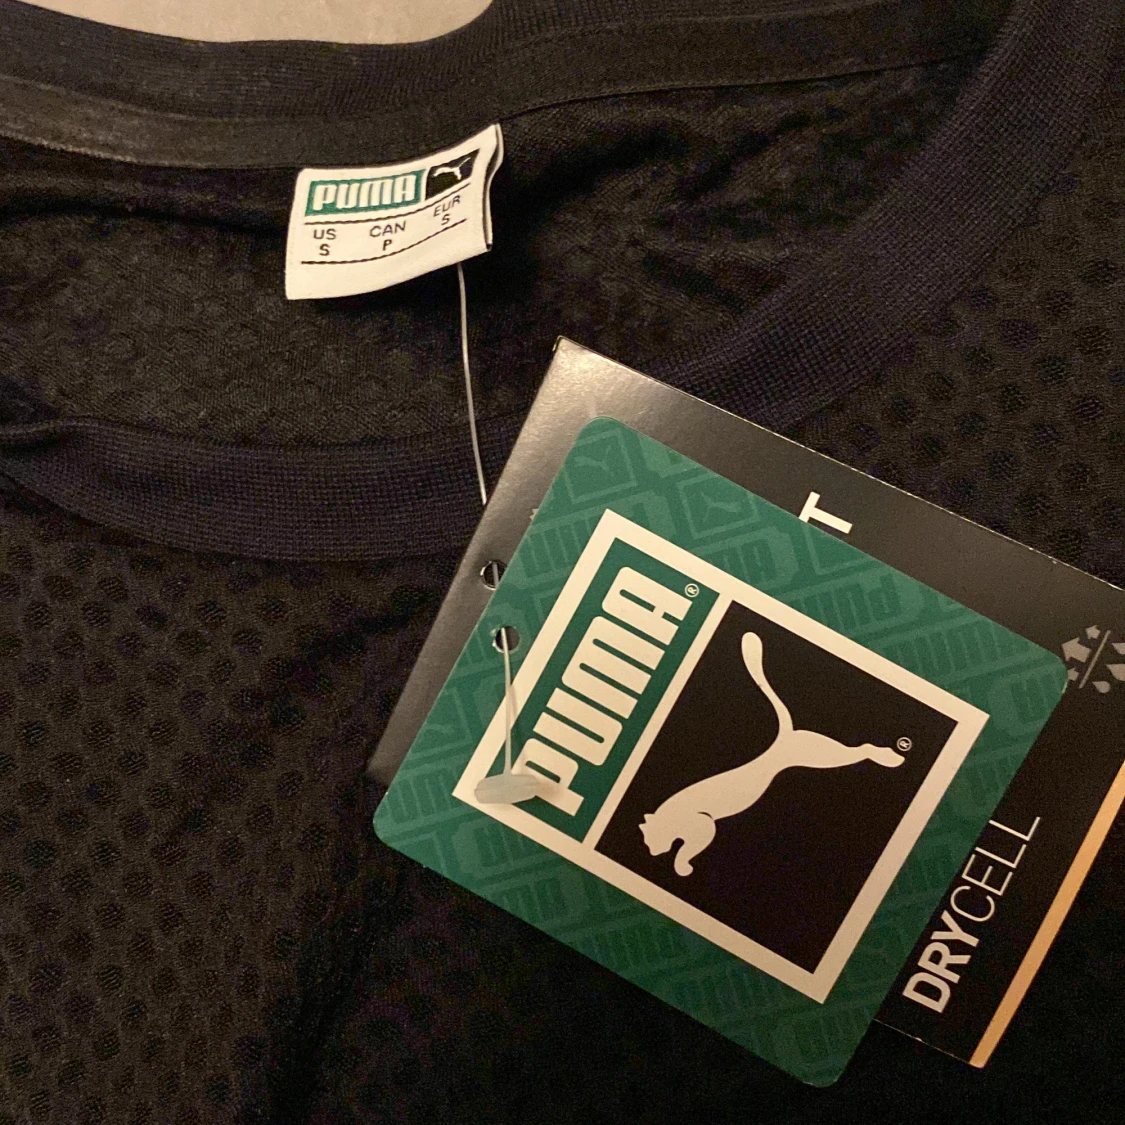 PUMA
US CAN EUR
S P S
PUMA®
®
T
DRYCELL